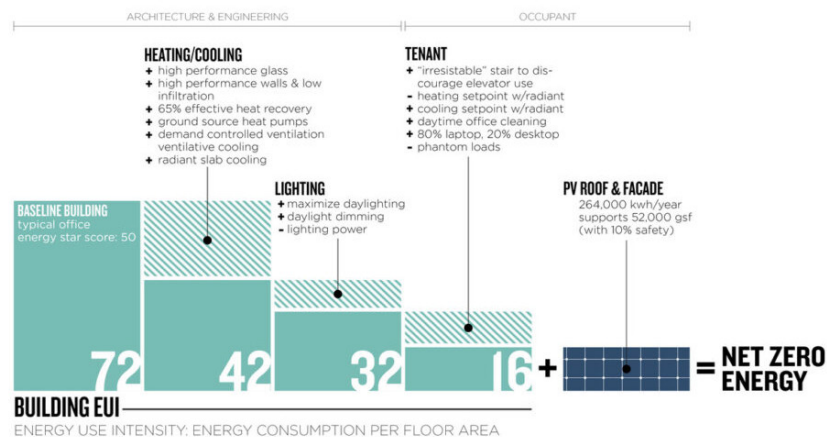 ARCHITECTURE & ENGINEERING
OCCUPANT
HEATING/COOLING
+ high performance glass
+ high performance walls & low
infiltration
+ 65% effective heat recovery
+ ground source heat pumps
+ demand controlled ventilation
ventilative cooling
+ radiant slab cooling
TENANT
+ "irresistable" stair to dis-
courage elevator use
- heating setpoint w/radiant
+ cooling setpoint w/radiant
+ daytime office cleaning
+ 80% laptop, 20% desktop
- phantom loads
LIGHTING
+ maximize daylighting
+ daylight dimming
- lighting power
PV ROOF & FACADE
264,000 kwh/year
supports 52,000 gsf
(with 10% safety)
BASELINE BUILDING
typical office
energy star score: 50
72
42
32
16
+
= NET ZERO
ENERGY
BUILDING EUI
ENERGY USE INTENSITY: ENERGY CONSUMPTION PER FLOOR AREA